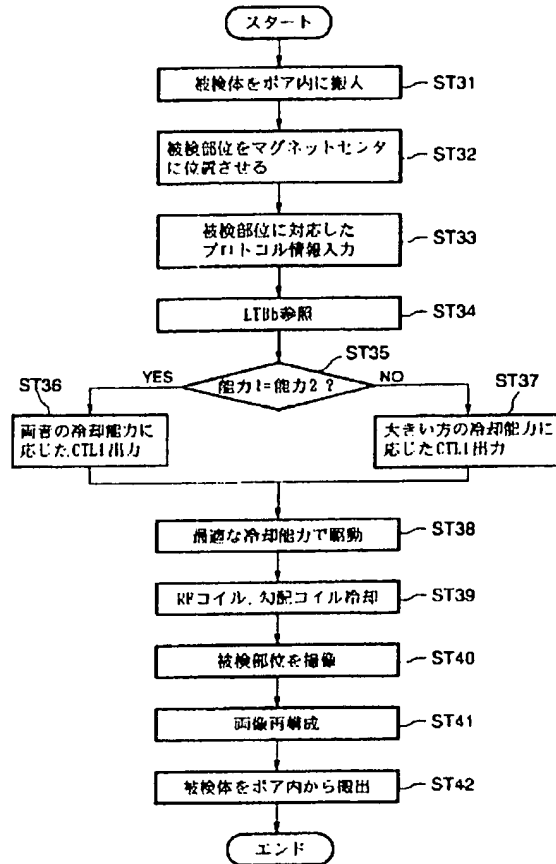 スタート
被検体をボア内に搬入
ST31
被検部位をマグネットセンタ
に位置させる
ST32
被検部位に対応した
プロトコル情報入力
ST33
LTBb参照
ST34
ST35
能力1=能力2 ?
YES
NO
ST36
両者の冷却能力に
応じたCTL1出力
ST37
大きい方の冷却能力に
応じたCTL1出力
最適な冷却能力で駆動
ST38
RFコイル、勾配コイル冷却
ST39
被検部位を撮像
ST40
画像再構成
ST41
被検体をボア内から搬出
ST42
エンド